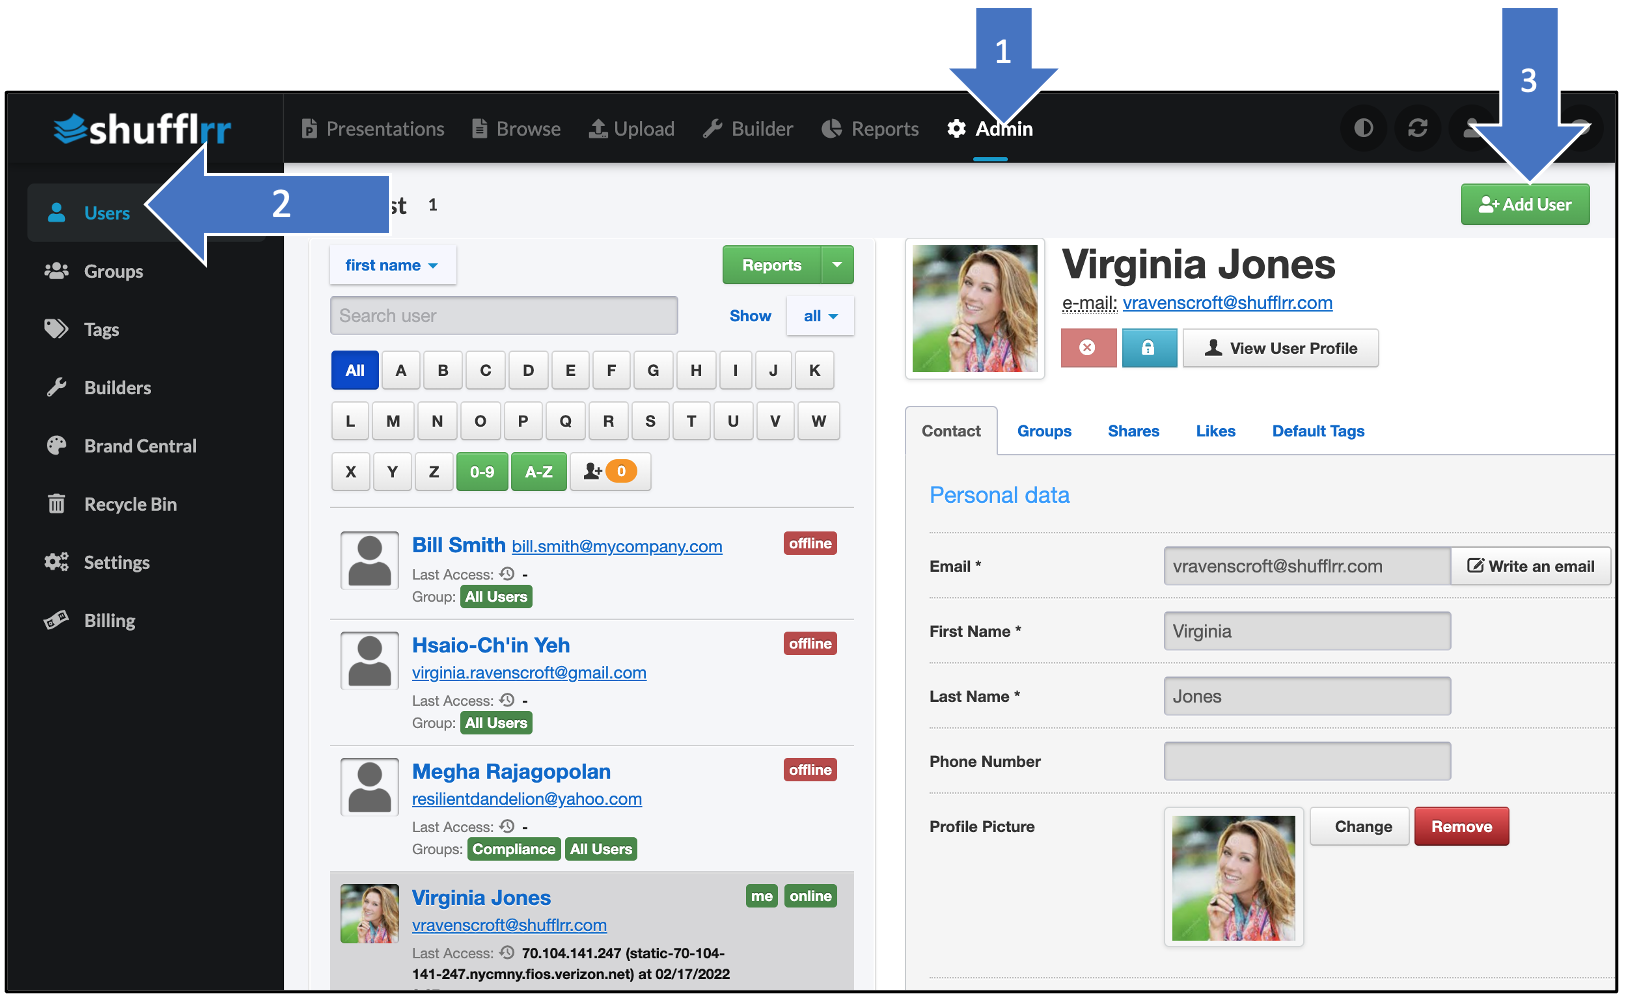 1
3
shufflrr
Presentations
Browse
Upload
Builder
Reports
Admin
2
Users
Groups
Tags
Builders
Brand Central
Recycle Bin
Settings
Billing
st 1
Add User
first name
Reports
Search user
Show
all
All A B C D E F G H I J K
L M N O P Q R S T U V W
X Y Z 0-9 A-Z 0
Bill Smith bill.smith@mycompany.com
offline
Last Access: -
Group: All Users
Hsaio-Ch'in Yeh
offline
virginia.ravenscroft@gmail.com
Last Access: -
Group: All Users
Megha Rajagopolan
offline
resilientdandelion@yahoo.com
Last Access: -
Groups: Compliance All Users
Virginia Jones
me online
vravenscroft@shufflrr.com
Last Access: 70.104.141.247 (static-70-104-
141-247.nycmny.fios.verizon.net) at 02/17/2022
Virginia Jones
e-mail: vravenscroft@shufflrr.com
View User Profile
Contact
Groups
Shares
Likes
Default Tags
Personal data
Email * vravenscroft@shufflrr.com Write an email
First Name * Virginia
Last Name * Jones
Phone Number
Profile Picture
Change
Remove